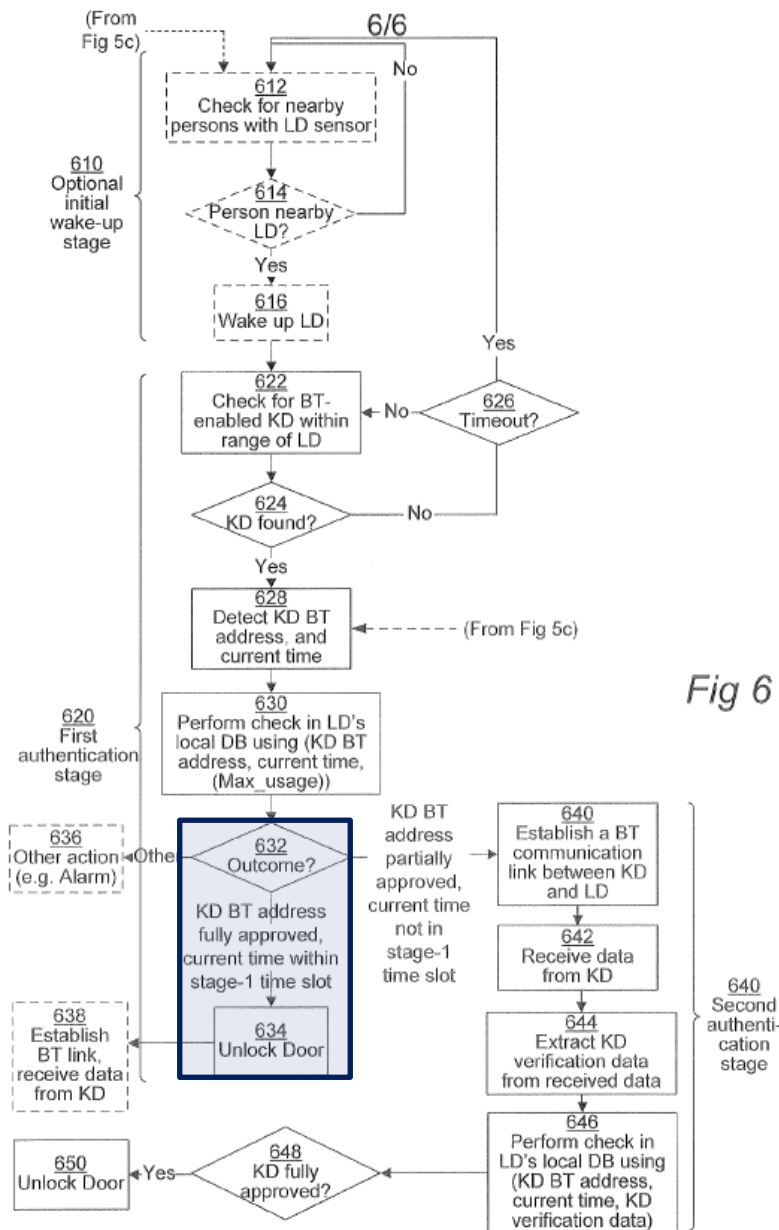 (From
Fig 5c)
6/6
No
612
Check for nearby
persons with LD sensor
610
Optional
initial
wake-up
stage
614
Person nearby
LD?
Yes
616
Wake up LD
Yes
622
Check for BT-
enabled KD within
range of LD
No
626
Timeout?
624
KD found?
No
Yes
628
Detect KD BT
address, and
current time
(From Fig 5c)
Fig 6
630
Perform check in LD's
local DB using (KD BT
address, current time,
(Max_usage))
620
First
authentication
stage
636
Other action
(e.g. Alarm)
Other
632
Outcome?
KD BT
address
partially
approved,
current time
not in
stage-1
time slot
640
Establish a BT
communication
link between KD
and LD
KD BT address
fully approved,
current time within
stage-1 time slot
642
Receive data
from KD
640
Second
authenti-
cation
stage
638
Establish
BT link,
receive data
from KD
634
Unlock Door
644
Extract KD
verification data
from received data
646
Perform check in
LD's local DB using
(KD BT address,
current time, KD
verification data)
650
Unlock Door
Yes
648
KD fully
approved?